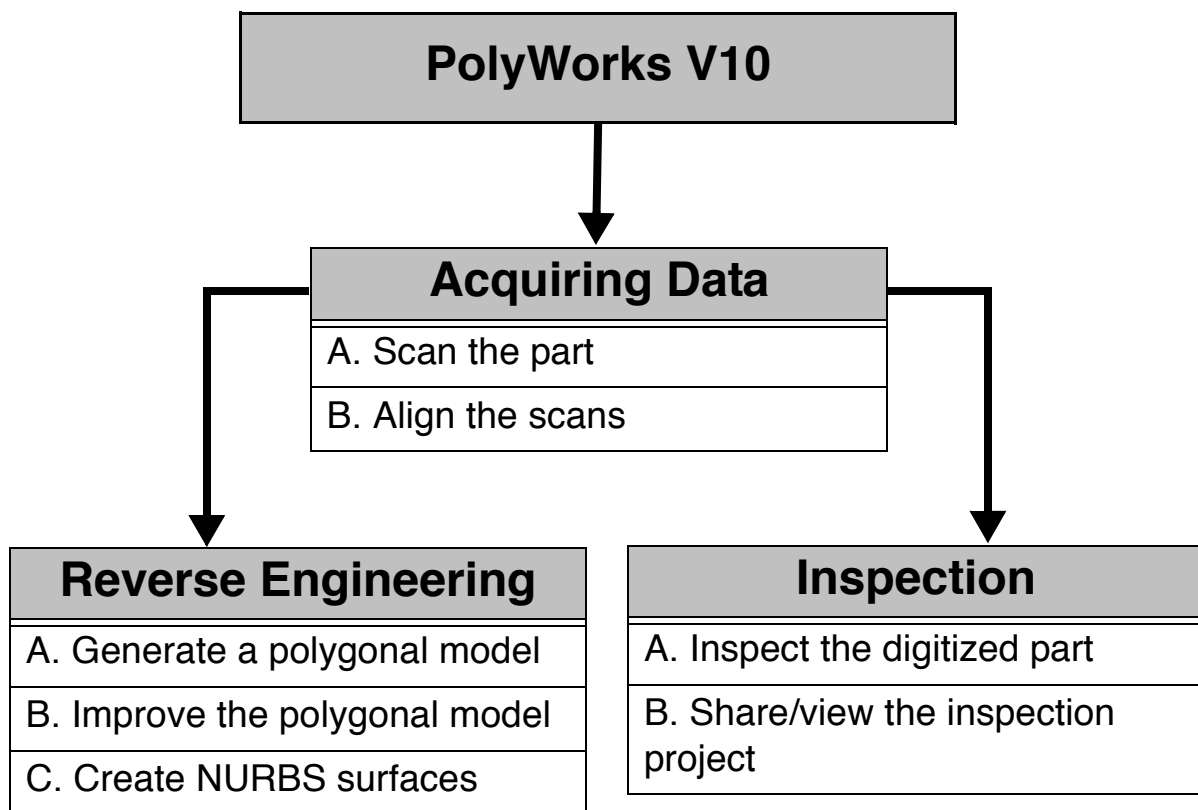 PolyWorks V10
Acquiring Data
A. Scan the part
B. Align the scans
Reverse Engineering
A. Generate a polygonal model
B. Improve the polygonal model
C. Create NURBS surfaces
Inspection
A. Inspect the digitized part
B. Share/view the inspection
project